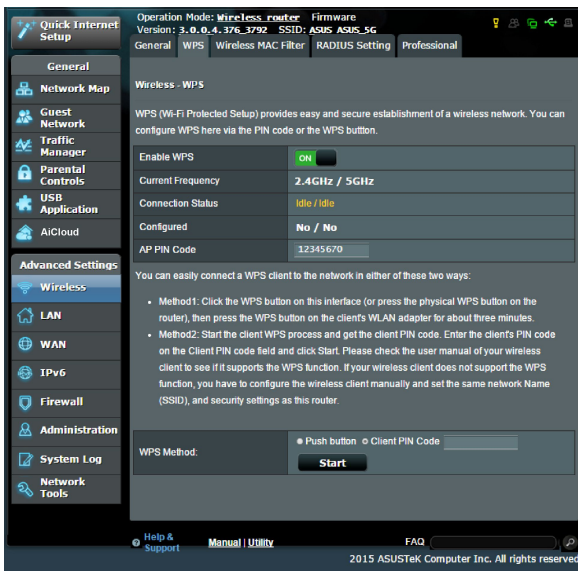 Quick Internet
Setup
Operation Mode: Wireless router Firmware
Version: 3.0.0.4.376_3792 SSID: ASUS ASUS_5G
General WPS Wireless MAC Filter RADIUS Setting Professional
General
Network Map
Guest
Network
Traffic
Manager
Parental
Controls
USB
Application
AiCloud
Advanced Settings
Wireless
LAN
WAN
IPv6
Firewall
Administration
System Log
Network
Tools
Wireless - WPS
WPS (Wi-Fi Protected Setup) provides easy and secure establishment of a wireless network. You can
configure WPS here via the PIN code or the WPS buttton.
Enable WPS ON
Current Frequency 2.4GHz / 5GHz
Connection Status Idle / Idle
Configured No / No
AP PIN Code 12345670
You can easily connect a WPS client to the network in either of these two ways:
• Method1: Click the WPS button on this interface (or press the physical WPS button on the
router), then press the WPS button on the client's WLAN adapter for about three minutes.
• Method2: Start the client WPS process and get the client PIN code. Enter the client's PIN code
on the Client PIN code field and click Start. Please check the user manual of your wireless
client to see if it supports the WPS function. If your wireless client does not support the WPS
function, you have to configure the wireless client manually and set the same network Name
(SSID), and security settings as this router.
WPS Method: Push button Client PIN Code
Start
Help &
Support
Manual | Utility
FAQ
2015 ASUSTeK Computer Inc. All rights reserved